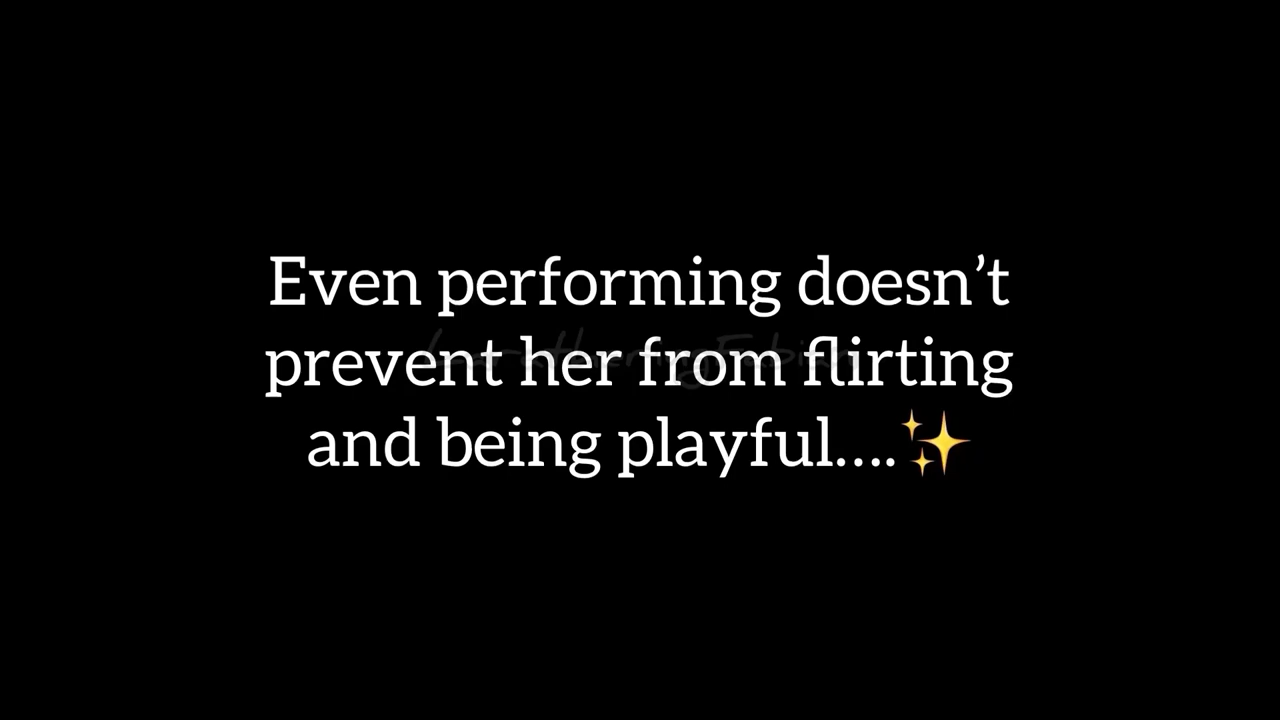 Even performing doesn’t
prevent her from flirting
and being playful....✨